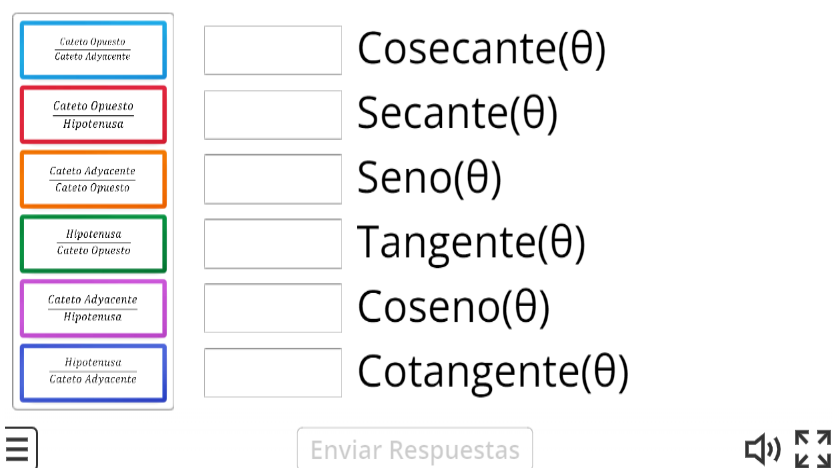 Cateto Opuesto
Cateto Adyacente
Cateto Opuesto
Hipotenusa
Cateto Adyacente
Cateto Opuesto
Hipotenusa
Cateto Opuesto
Cateto Adyacente
Hipotenusa
Hipotenusa
Cateto Adyacente
Cosecante(θ)
Secante(θ)
Seno(θ)
Tangente(θ)
Coseno(θ)
Cotangente(θ)
Enviar Respuestas